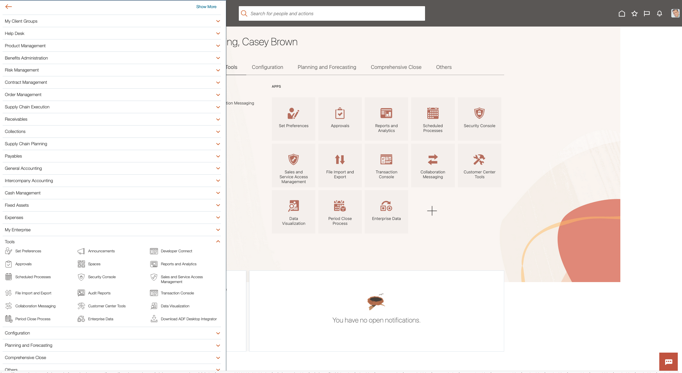 Show More
Search for people and actions
My Client Groups
Help Desk
Product Management
Benefits Administration
Risk Management
Contract Management
Order Management
Supply Chain Execution
Receivables
Collections
Supply Chain Planning
Payables
General Accounting
Intercompany Accounting
Cash Management
Fixed Assets
Expenses
My Enterprise
Tools
Set Preferences
Announcements
Developer Connect
Approvals
Spaces
Reports and Analytics
Scheduled Processes
Security Console
Sales and Service Access
Management
File Import and Export
Audit Reports
Transaction Console
Collaboration Messaging
Customer Center Tools
Data Visualization
Period Close Process
Enterprise Data
Download ADF Desktop Integrator
Configuration
Planning and Forecasting
Comprehensive Close
Others
ng, Casey Brown
Tools
Configuration
Planning and Forecasting
Comprehensive Close
Others
APPS
tion Messaging
Set Preferences
Approvals
Reports and
Analytics
Scheduled
Processes
Security Console
Sales and
Service Access
Management
File Import and
Export
Transaction
Console
Collaboration
Messaging
Customer Center
Tools
Data
Visualization
Period Close
Process
Enterprise Data
You have no open notifications.